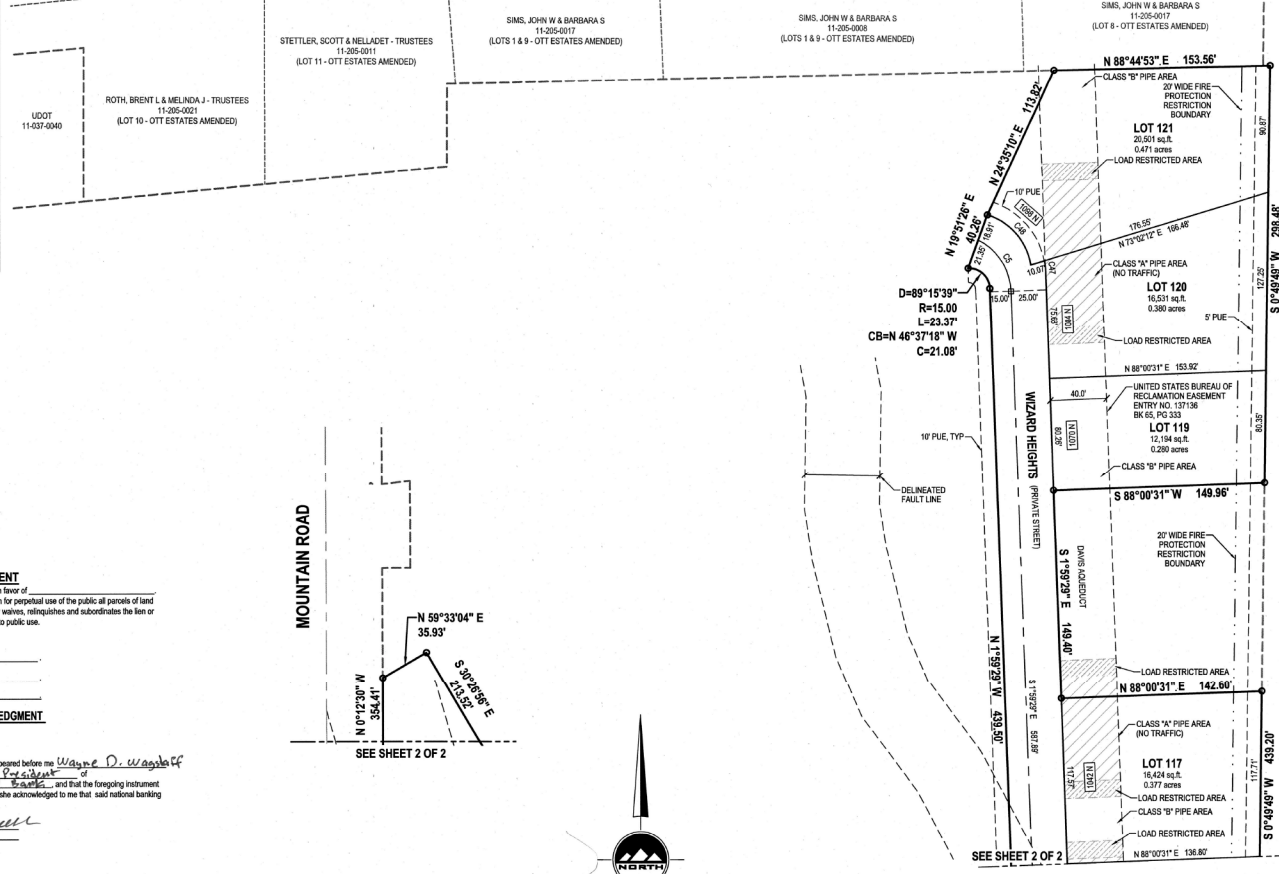 SIMS, JOHN W & BARBARA S
11-205-0017
(LOT 8 - OTT ESTATES AMENDED)
SIMS, JOHN W & BARBARA S
11-205-0017
(LOTS 1 & 9 - OTT ESTATES AMENDED)
SIMS, JOHN W & BARBARA S
11-205-0008
(LOTS 1 & 9 - OTT ESTATES AMENDED)
STETTLER, SCOTT & NELLADET - TRUSTEES
11-205-0011
(LOT 11 - OTT ESTATES AMENDED)
ROTH, BRENT L & MELINDA J - TRUSTEES
11-205-0021
(LOT 10 - OTT ESTATES AMENDED)
UDOT
11-037-0040
N 88°44'53" E 153.56'
CLASS "B" PIPE AREA
20' WIDE FIRE
PROTECTION
RESTRICTION
BOUNDARY
LOT 121
20,501 sq.ft.
0.471 acres
LOAD RESTRICTED AREA
90.87'
N 24°35'10" E 113.82'
10' PUE
1098 N
C48
N 19°51'26" E
40.26'
18.91'
21.35'
C5
10.07'
C47
176.55'
N 73°02'12" E 166.48'
S 0°49'49" W 298.48'
CLASS "A" PIPE AREA
(NO TRAFFIC)
LOT 120
16,531 sq.ft.
0.380 acres
127.25'
D=89°15'39"
R=15.00
L=23.37'
CB=N 46°37'18" W
C=21.08'
15.00'
25.00'
75.69'
5' PUE
LOAD RESTRICTED AREA
N 88°00'31" E 153.92'
40.0'
UNITED STATES BUREAU OF
RECLAMATION EASEMENT
ENTRY NO. 137136
BK 65, PG 333
LOT 119
12,194 sq.ft.
0.280 acres
80.35'
80.26'
1070 N
CLASS "B" PIPE AREA
WIZARD HEIGHTS (PRIVATE STREET)
10' PUE, TYP
DELINEATED
FAULT LINE
S 88°00'31" W 149.96'
20' WIDE FIRE
PROTECTION
RESTRICTION
BOUNDARY
DAVIS AQUEDUCT
S 1°59'29" E 149.40'
LOAD RESTRICTED AREA
N 88°00'31" E 142.60'
N 1°59'29" W 439.50'
S 1°59'29" E 587.89'
CLASS "A" PIPE AREA
(NO TRAFFIC)
LOT 117
16,424 sq.ft.
0.377 acres
117.57'
1042 N
117.71'
S 0°49'49" W 439.20'
LOAD RESTRICTED AREA
CLASS "B" PIPE AREA
LOAD RESTRICTED AREA
N 88°00'31" E 136.80'
SEE SHEET 2 OF 2
MOUNTAIN ROAD
N 59°33'04" E
35.93'
S 30°26'56" E
213.52'
N 0°12'30" W
354.41'
SEE SHEET 2 OF 2
NORTH
ENT
favor of
for perpetual use of the public all parcels of land
waives, relinquishes and subordinates the lien or
to public use.
EDGMENT
peared before me Wayne D. Wagstaff
President of
Bank, and that the foregoing instrument
she acknowledged to me that said national banking